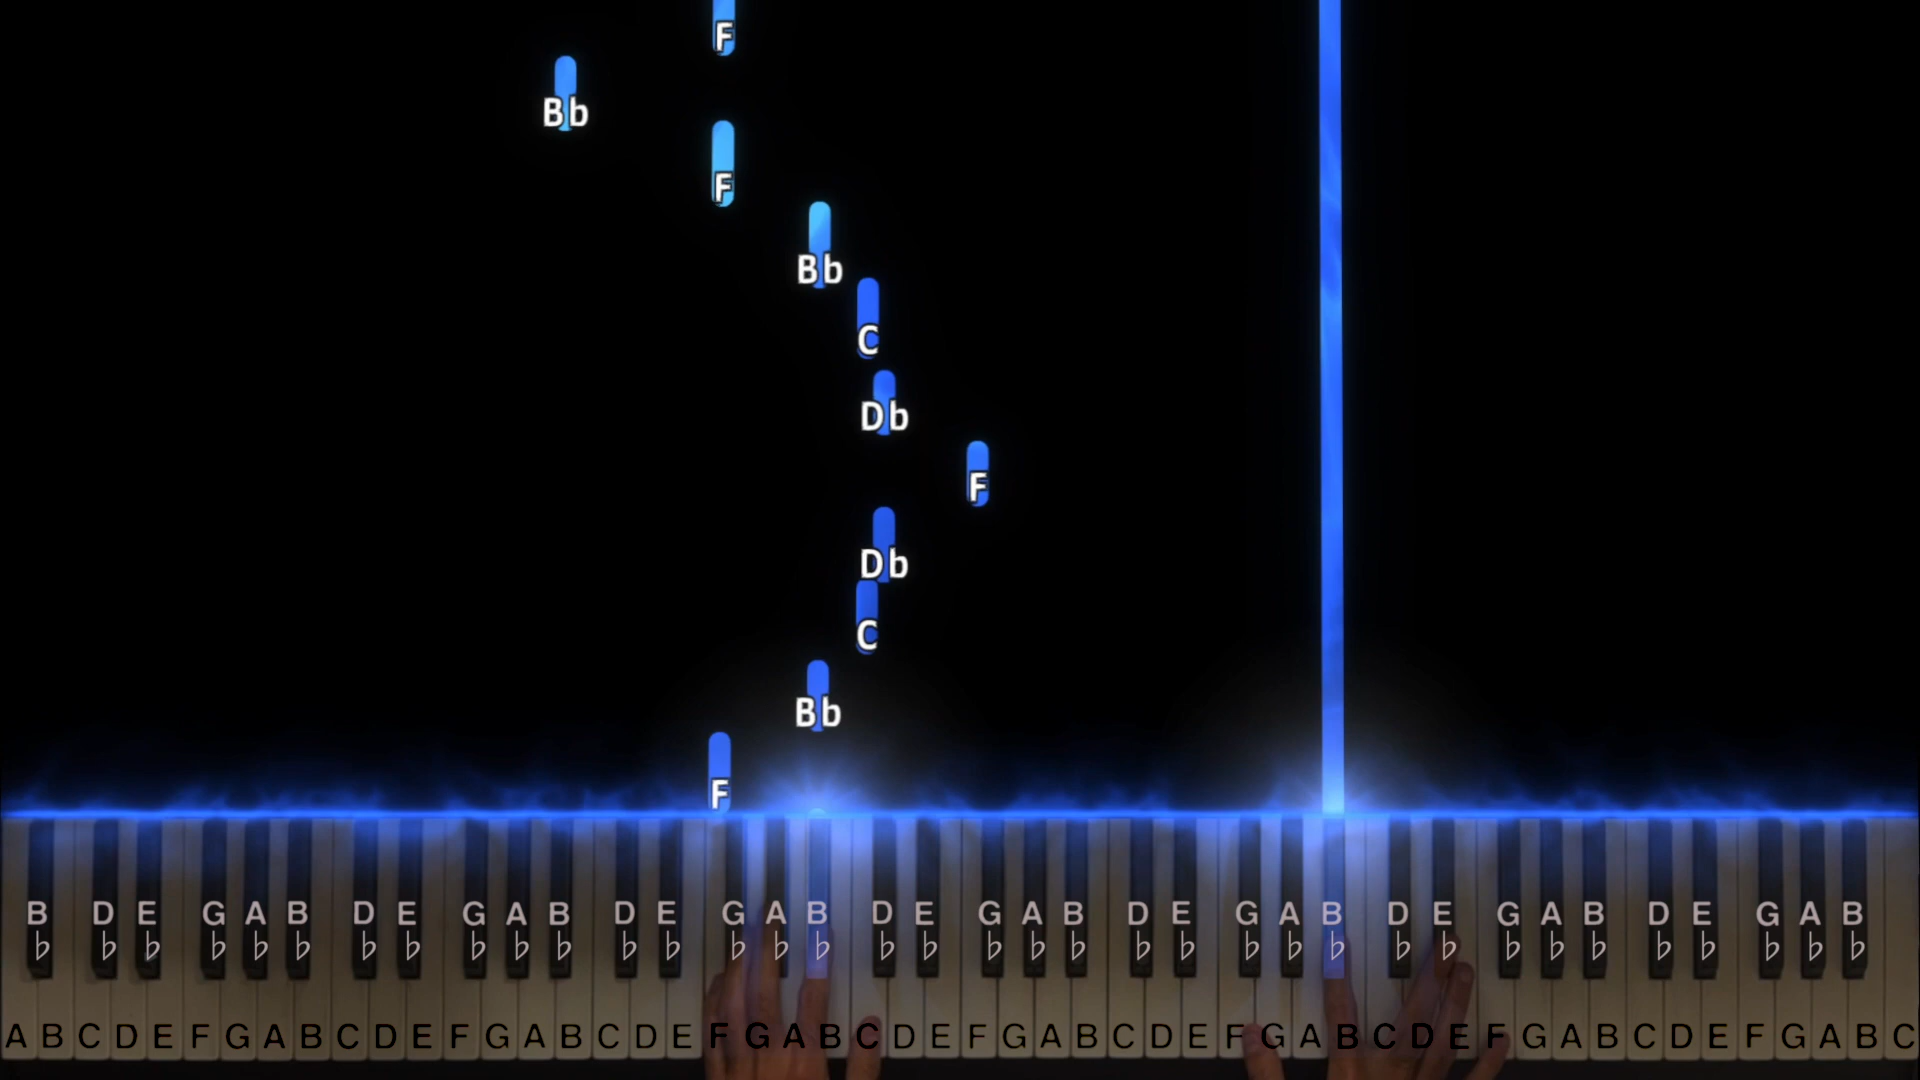 F
Bb
F
Bb
C
Db
F
Db
C
Bb
F
B D E G A B D E G A B D E G A B D E G A B D E G A B D E G A B D E G A B
♭ ♭ ♭ ♭ ♭ ♭ ♭ ♭ ♭ ♭ ♭ ♭ ♭ ♭ ♭ ♭ ♭ ♭ ♭ ♭ ♭ ♭ ♭ ♭ ♭ ♭ ♭ ♭ ♭ ♭ ♭ ♭ ♭ ♭ ♭ ♭
A B C D E F G A B C D E F G A B C D E F G A B C D E F G A B C D E F G A B C D E F G A B C D E F G A B C